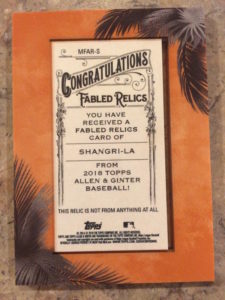 MFAR-S
CONGRATULATIONS
FABLED RELICS
YOU HAVE
RECEIVED A
FABLED RELICS
CARD OF
SHANGRI-LA
FROM
2018 TOPPS
ALLEN & GINTER
BASEBALL!
THIS RELIC IS NOT FROM ANYTHING AT ALL
Topps